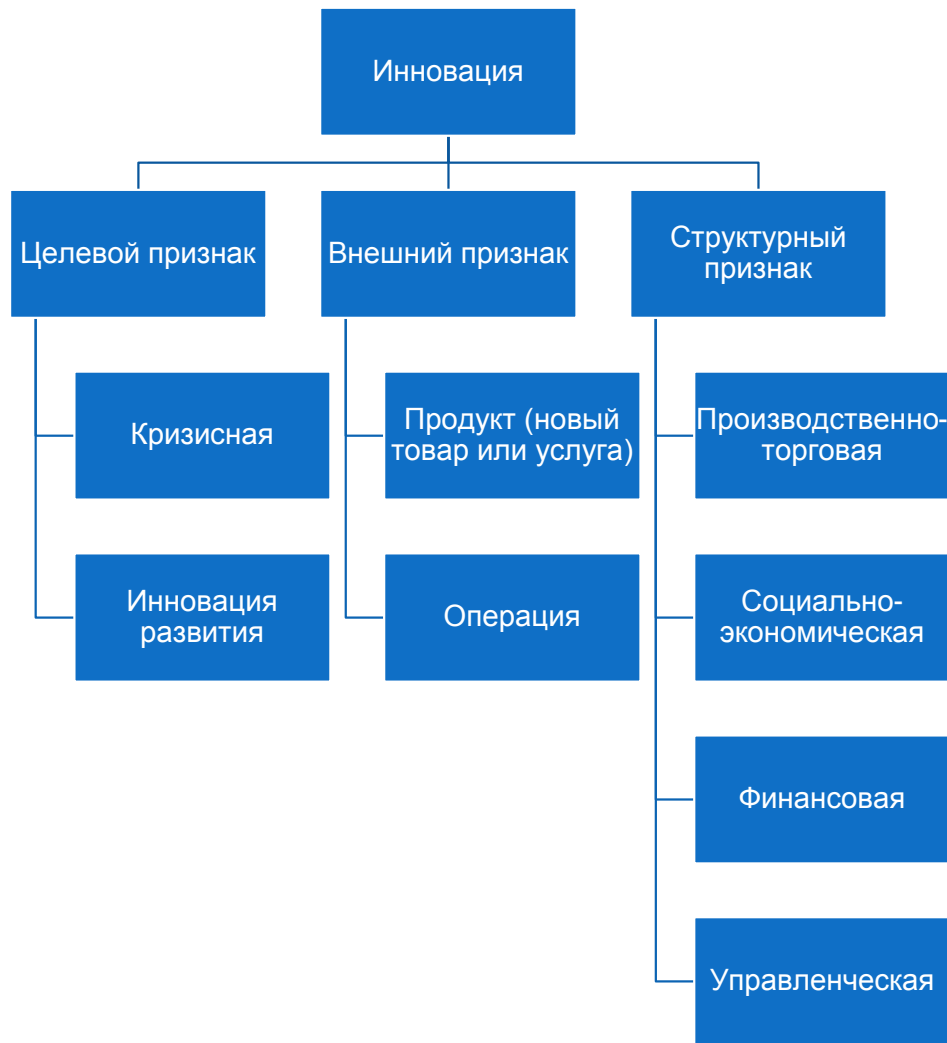 Инновация
Целевой признак
Внешний признак
Структурный
признак
Кризисная
Продукт (новый
товар или услуга)
Производственно-
торговая
Инновация
развития
Операция
Социально-
экономическая
Финансовая
Управленческая